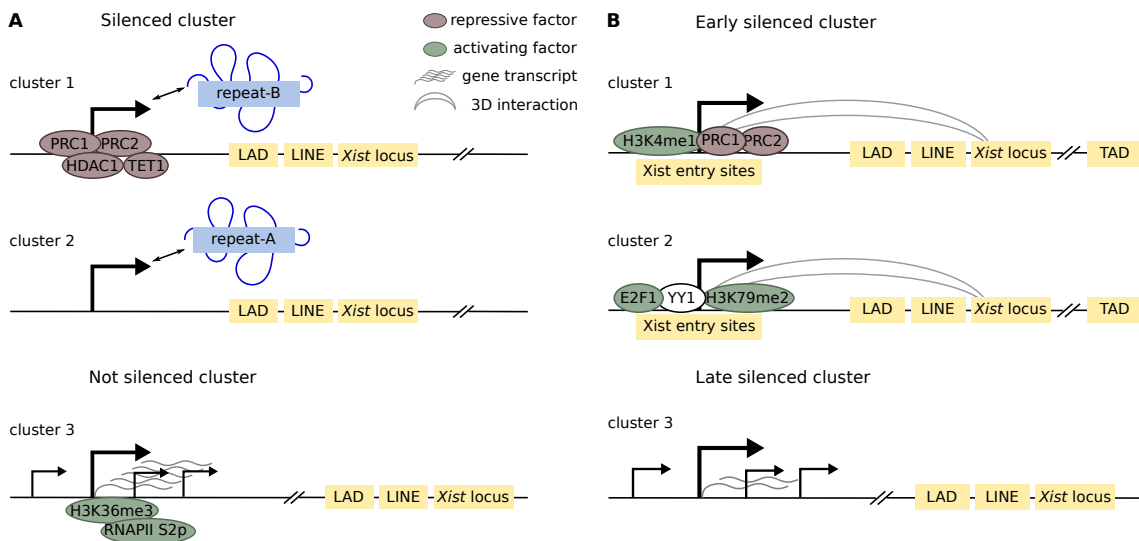 A
Silenced cluster
repressive factor
activating factor
gene transcript
3D interaction
cluster 1
repeat-B
PRC1 PRC2
HDAC1 TET1
LAD LINE Xist locus
cluster 2
repeat-A
LAD LINE Xist locus
Not silenced cluster
cluster 3
H3K36me3
RNAPII S2p
LAD LINE Xist locus
B
Early silenced cluster
cluster 1
H3K4me1 PRC1 PRC2
LAD LINE Xist locus TAD
Xist entry sites
cluster 2
E2F1 YY1 H3K79me2
LAD LINE Xist locus TAD
Xist entry sites
Late silenced cluster
cluster 3
LAD LINE Xist locus